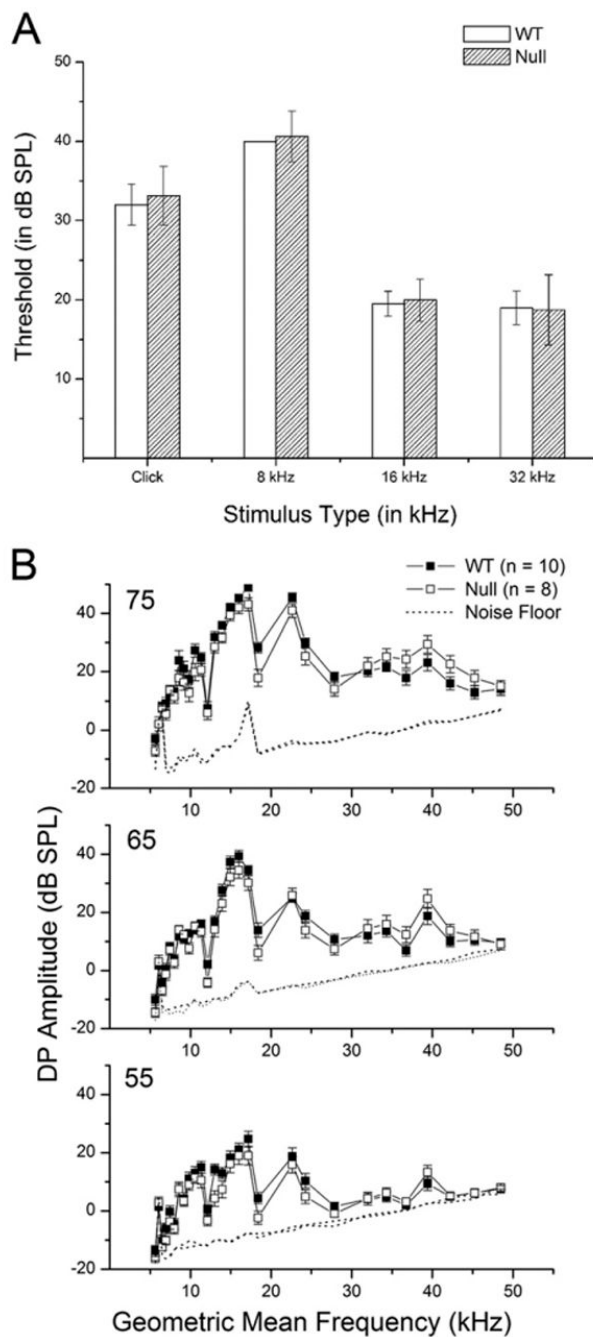 A
WT
Null
50
40
30
20
10
Threshold (in dB SPL)
Click 8 kHz 16 kHz 32 kHz
Stimulus Type (in kHz)
B
75
WT (n = 10)
Null (n = 8)
Noise Floor
40
20
0
-20
10 20 30 40 50
65
40
20
0
-20
10 20 30 40 50
DP Amplitude (dB SPL)
55
40
20
0
-20
10 20 30 40 50
Geometric Mean Frequency (kHz)